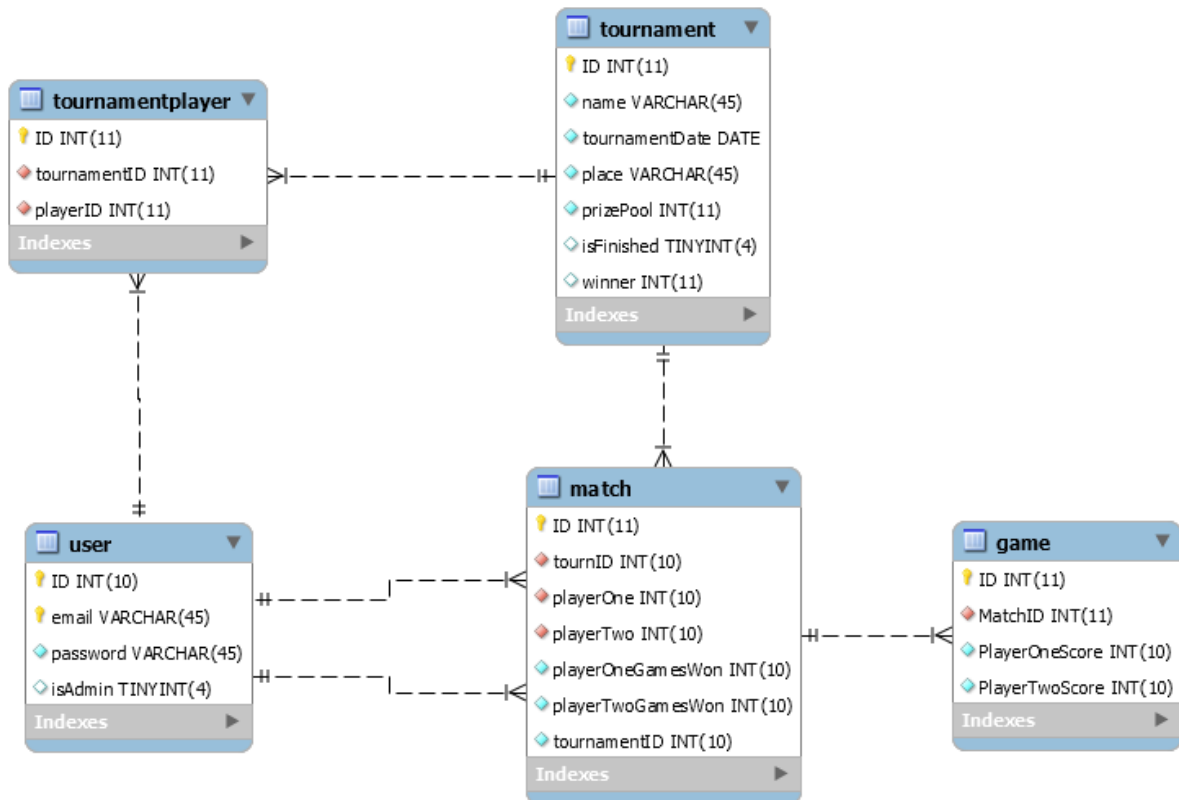 tournament
ID INT(11)
name VARCHAR(45)
tournamentDate DATE
place VARCHAR(45)
prizePool INT(11)
isFinished TINYINT(4)
winner INT(11)
Indexes
tournamentplayer
ID INT(11)
tournamentID INT(11)
playerID INT(11)
Indexes
user
ID INT(10)
email VARCHAR(45)
password VARCHAR(45)
isAdmin TINYINT(4)
Indexes
match
ID INT(11)
tournID INT(10)
playerOne INT(10)
playerTwo INT(10)
playerOneGamesWon INT(10)
playerTwoGamesWon INT(10)
tournamentID INT(10)
Indexes
game
ID INT(11)
MatchID INT(11)
PlayerOneScore INT(10)
PlayerTwoScore INT(10)
Indexes